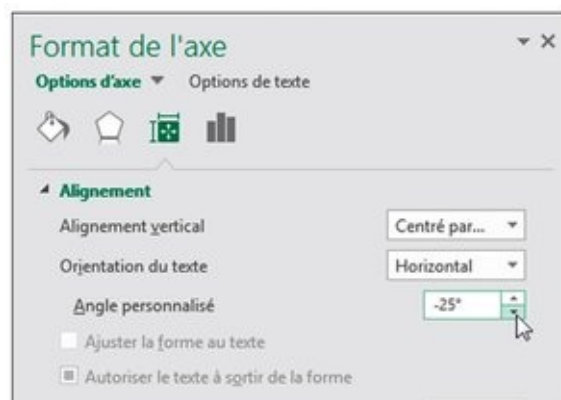 Format de l'axe
Options d'axe Options de texte
Alignement
Alignement vertical Centré par...
Orientation du texte Horizontal
Angle personnalisé -25°
Ajuster la forme au texte
Autoriser le texte à sortir de la forme